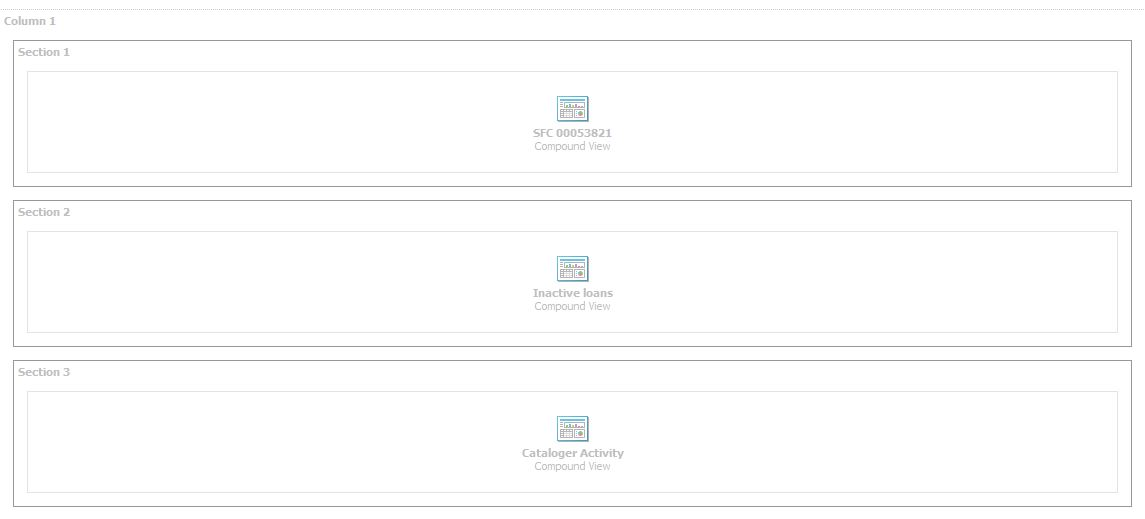 Column 1
Section 1
SFC 00053821
Compound View
Section 2
Inactive loans
Compound View
Section 3
Cataloger Activity
Compound View